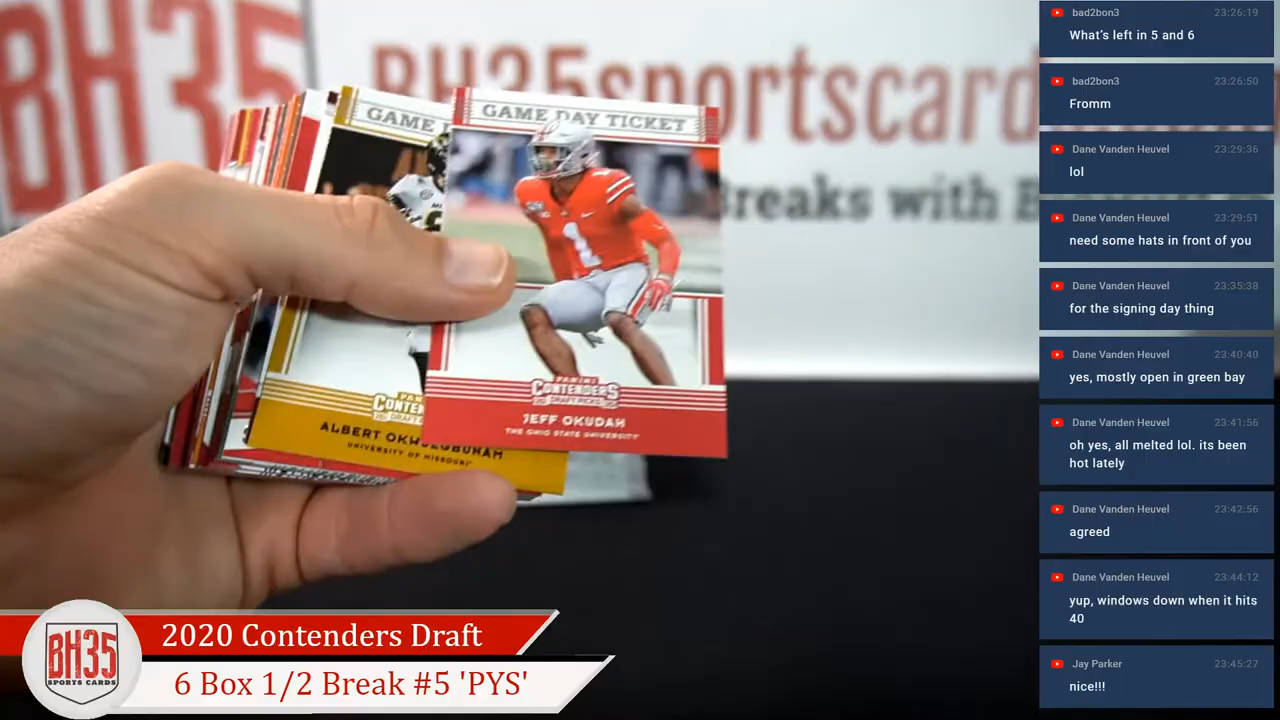 BH35
BH35sportscard
Breaks with B
GAME
GAME DAY TICKET
1
PANINI
CONTENDERS
DRAFT PICKS
JEFF OKUDAH
THE OHIO STATE UNIVERSITY
CONTEN
DRAFT
ALBERT OKWUEGBUNAM
UNIVERSITY OF MISSOURI
BH35
SPORTS CARDS
2020 Contenders Draft
6 Box 1/2 Break #5 'PYS'
bad2bon3 23:26:19
What's left in 5 and 6
bad2bon3 23:26:50
Fromm
Dane Vanden Heuvel 23:29:36
lol
Dane Vanden Heuvel 23:29:51
need some hats in front of you
Dane Vanden Heuvel 23:35:38
for the signing day thing
Dane Vanden Heuvel 23:40:40
yes, mostly open in green bay
Dane Vanden Heuvel 23:41:56
oh yes, all melted lol. its been
hot lately
Dane Vanden Heuvel 23:42:56
agreed
Dane Vanden Heuvel 23:44:12
yup, windows down when it hits
40
Jay Parker 23:45:27
nice!!!